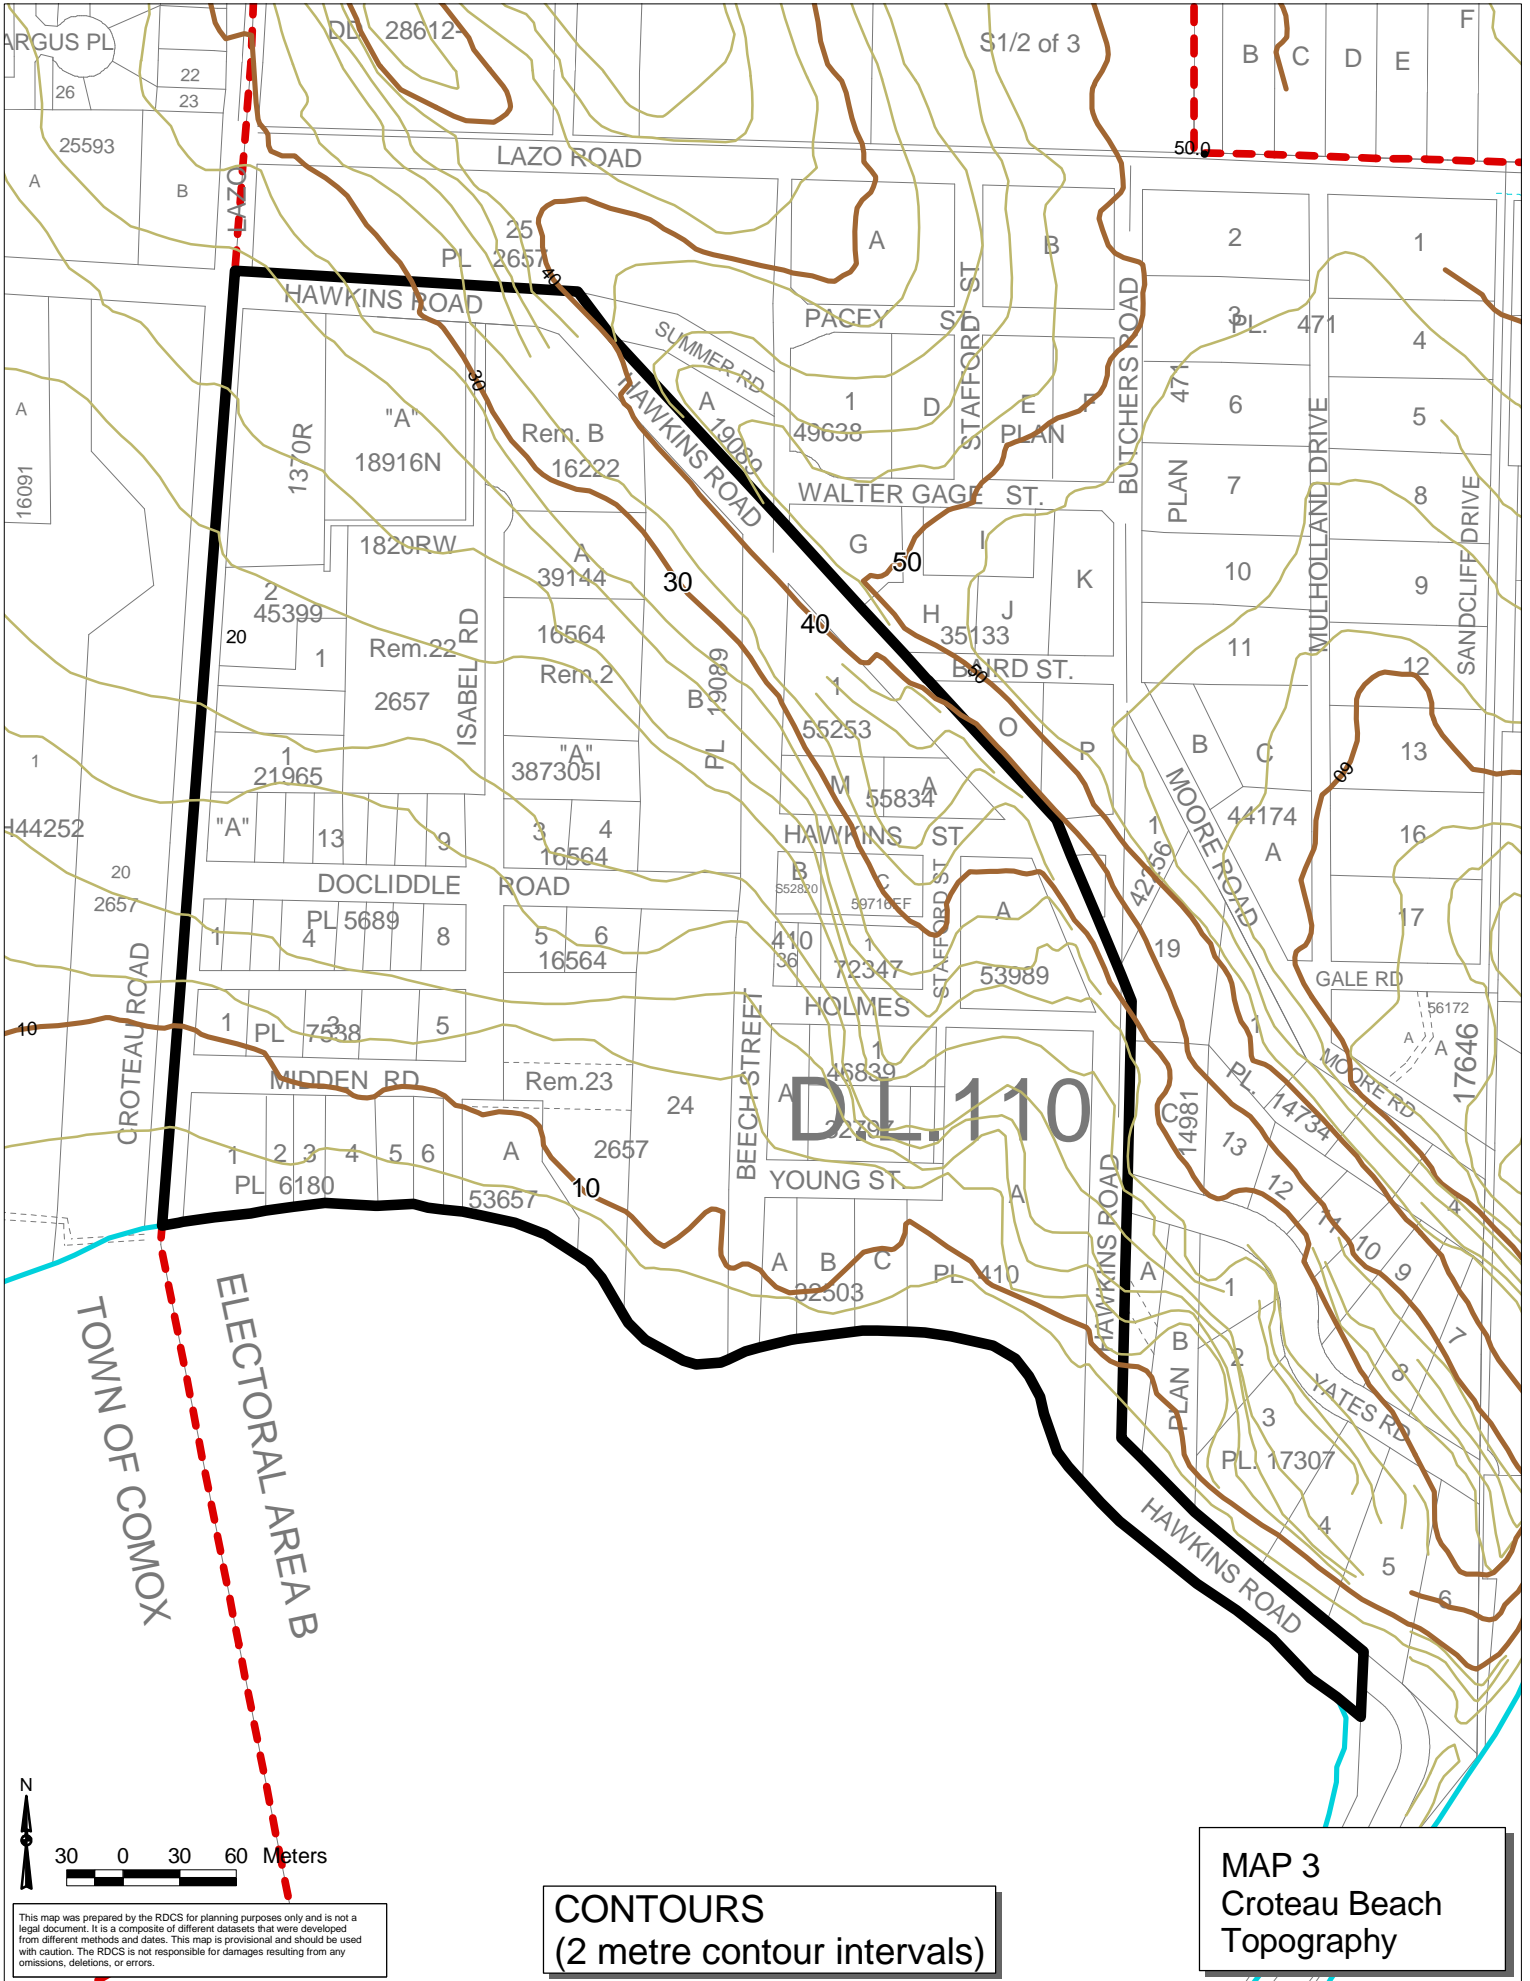 ARGUS PL
22
26
23
25593
A
B
LAZO
DD 28612-
S1/2 of 3
B
C
D
E
F
LAZO ROAD
50.0
25
PL 2657
40
HAWKINS ROAD
SUMMER RD
PACEY ST.
STAFFORD ST
A
B
BUTCHERS ROAD
2
1
3
PL. 471
4
471
PLAN
6
5
7
8
10
9
11
12
MULHOLLAND DRIVE
SANDCLIFF DRIVE
A
16091
1370R
"A"
18916N
30
Rem. B
16222
HAWKINS ROAD
A
19089
1
49638
D
E
F
PLAN
WALTER GAGE ST.
G
I
50
K
H
J
35133
BAIRD ST.
50
1820RW
A
39144
30
40
2
45399
20
1
Rem.22
2657
ISABEL RD
16564
Rem.2
B
PL 19089
1
55253
O
P
B
C
13
60
1
21965
"A"
387305I
M
A
55834
HAWKINS ST
MOORE ROAD
44174
A
16
1
H44252
"A"
13
9
3
4
16564
1
42256
20
2657
DOCLIDDLE ROAD
B
S52820
C
59716EF
STAFFORD ST
A
17
PL 5689
1
4
8
5
6
16564
410
36
1
72347
53989
19
GALE RD
CROTEAU ROAD
HOLMES
BEECH STREET
56172
A
A
17646
10
1
PL 7538
3
5
MIDDEN RD
Rem.23
24
1
46839
A
32797
D.L. 110
1
MOORE RD
PL. 14734
C
14981
13
12
1
2
3
4
5
6
PL 6180
A
53657
2657
10
YOUNG ST.
A
HAWKINS ROAD
11
10
9
4
7
8
A
B
C
32503
PL 410
A
B
PLAN
1
2
3
YATES RD
PL. 17307
4
5
6
HAWKINS ROAD
TOWN OF COMOX
ELECTORAL AREA B
N
30 0 30 60 Meters
This map was prepared by the RDCS for planning purposes only and is not a
legal document. It is a composite of different datasets that were developed
from different methods and dates. This map is provisional and should be used
with caution. The RDCS is not responsible for damages resulting from any
omissions, deletions, or errors.
CONTOURS
(2 metre contour intervals)
MAP 3
Croteau Beach
Topography